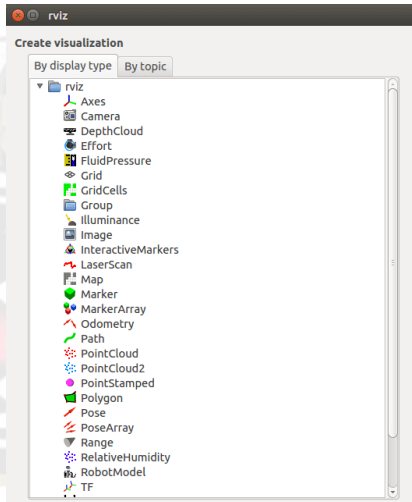 rviz
Create visualization
By display type By topic
rviz
Axes
Camera
DepthCloud
Effort
FluidPressure
Grid
GridCells
Group
Illuminance
Image
InteractiveMarkers
LaserScan
Map
Marker
MarkerArray
Odometry
Path
PointCloud
PointCloud2
PointStamped
Polygon
Pose
PoseArray
Range
RelativeHumidity
RobotModel
TF